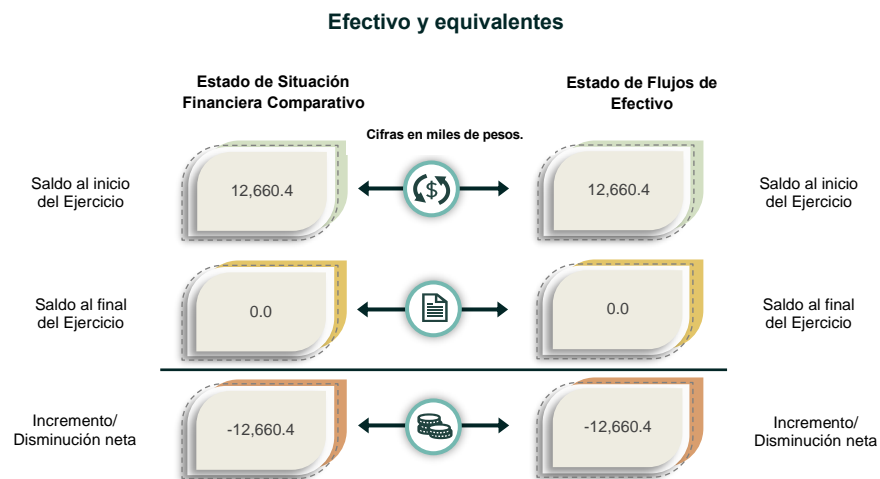 Efectivo y equivalentes
Estado de Situación
Financiera Comparativo
Estado de Flujos de
Efectivo
Cifras en miles de pesos.
Saldo al inicio
del Ejercicio
12,660.4
$
12,660.4
Saldo al inicio
del Ejercicio
Saldo al final
del Ejercicio
0.0
0.0
Saldo al final
del Ejercicio
Incremento/
Disminución neta
-12,660.4
-12,660.4
Incremento/
Disminución neta